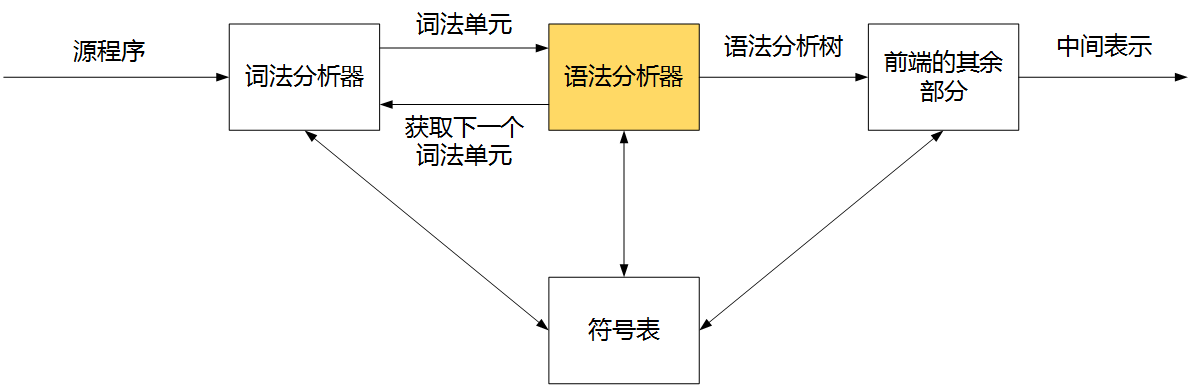 源程序
词法分析器
词法单元
获取下一个
词法单元
语法分析器
语法分析树
前端的其余
部分
中间表示
符号表